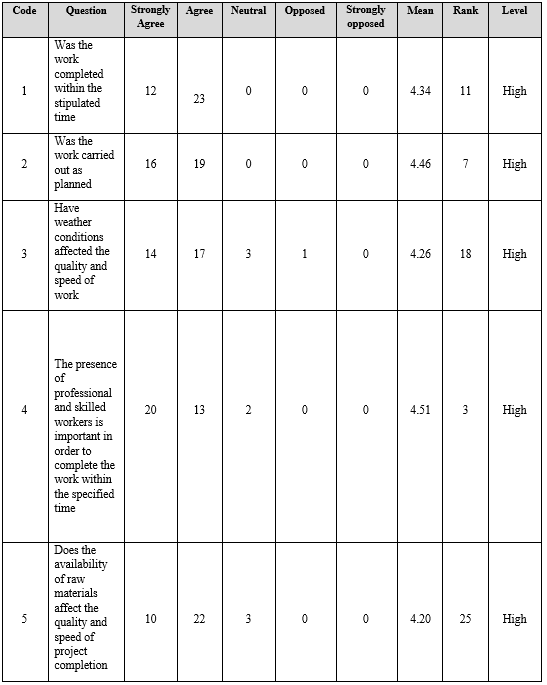 Code Question Strongly Agree Agree Neutral Opposed Strongly opposed Mean Rank Level
1 Was the work completed within the stipulated time 12 23 0 0 0 4.34 11 High
2 Was the work carried out as planned 16 19 0 0 0 4.46 7 High
3 Have weather conditions affected the quality and speed of work 14 17 3 1 0 4.26 18 High
4 The presence of professional and skilled workers is important in order to complete the work within the specified time 20 13 2 0 0 4.51 3 High
5 Does the availability of raw materials affect the quality and speed of project completion 10 22 3 0 0 4.20 25 High